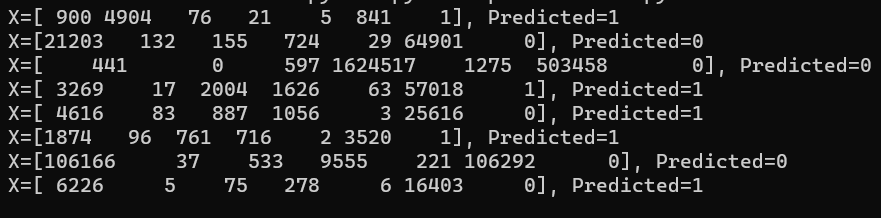 X=[ 900 4904   76   21    5  841    1], Predicted=1
X=[21203   132   155   724    29 64901     0], Predicted=0
X=[    441       0     597 1624517    1275  503458       0], Predicted=0
X=[ 3269    17  2004  1626    63 57018     1], Predicted=1
X=[ 4616    83   887  1056     3 25616     0], Predicted=1
X=[1874   96  761  716    2 3520    1], Predicted=1
X=[106166     37    533   9555    221 106292      0], Predicted=0
X=[ 6226     5    75   278     6 16403     0], Predicted=1